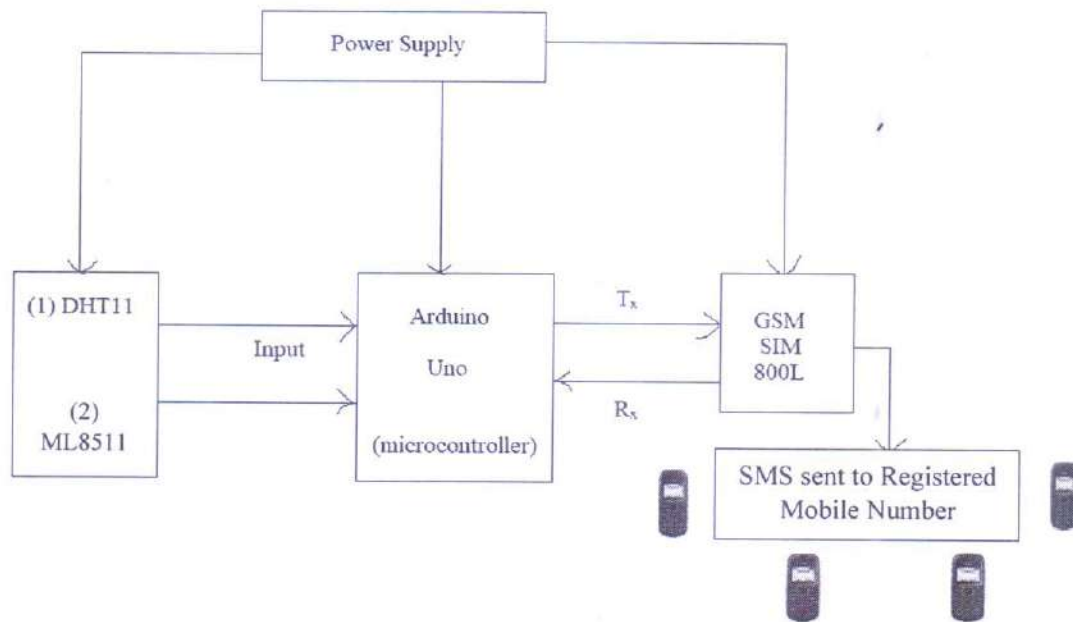 Power Supply
(1) DHT11
Input
(2)
ML8511
Arduino
Uno
(microcontroller)
Tx
Rx
GSM
SIM
800L
SMS sent to Registered
Mobile Number